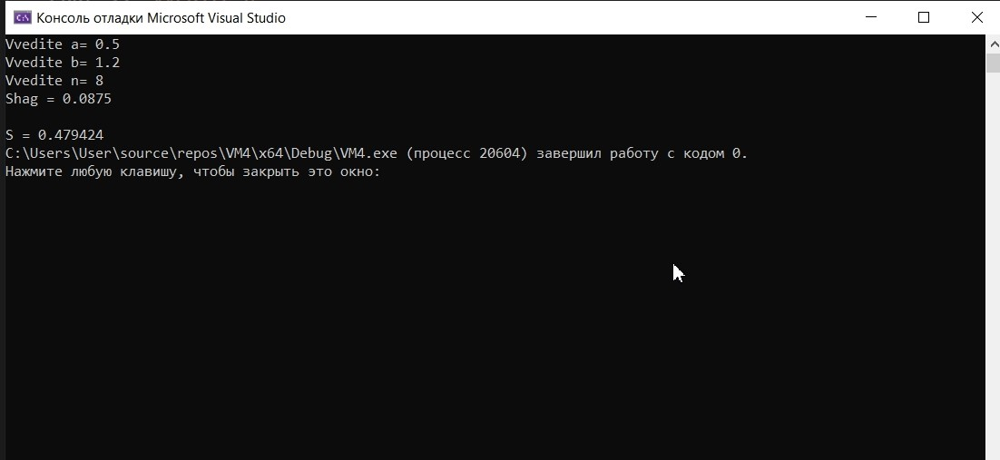 Консоль отладки Microsoft Visual Studio
Vvedite a= 0.5
Vvedite b= 1.2
Vvedite n= 8
Shag = 0.0875
S = 0.479424
C:\Users\User\source\repos\VM4\x64\Debug\VM4.exe (процесс 20604) завершил работу с кодом 0.
Нажмите любую клавишу, чтобы закрыть это окно: